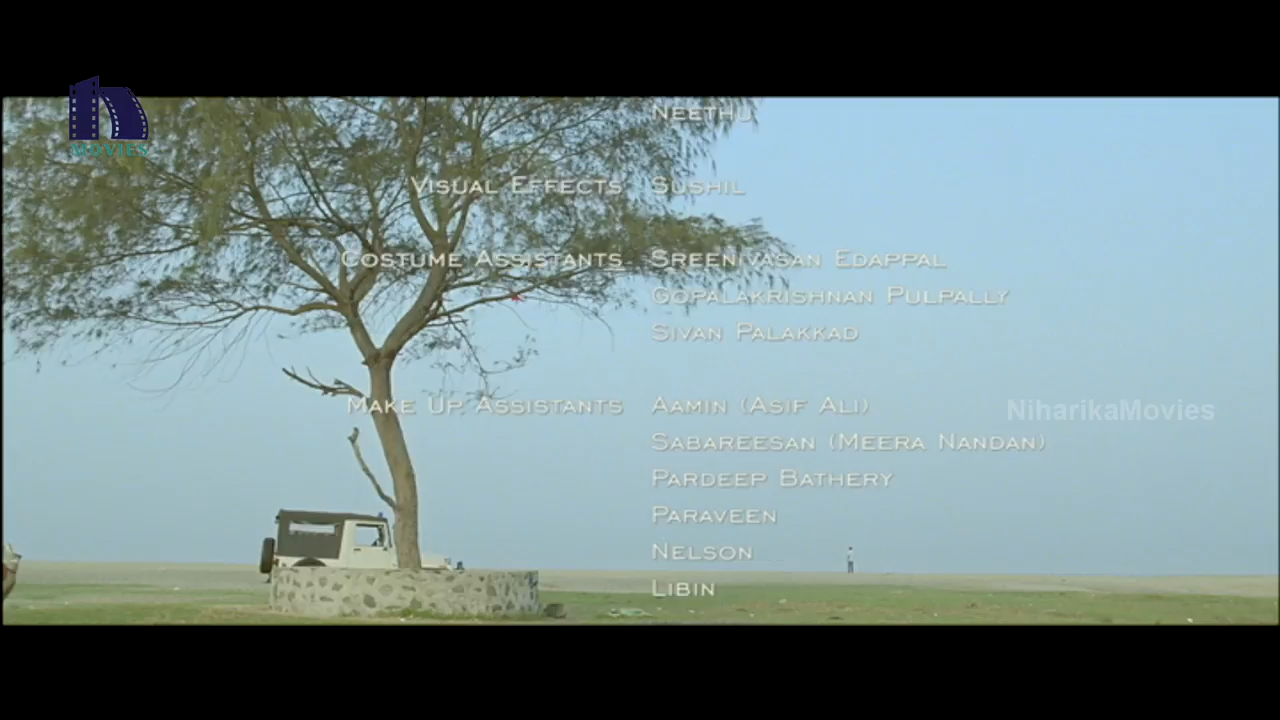 NEETHU
VISUAL EFFECTS SUSHIL
COSTUME ASSISTANTS SREENIVASAN EDAPPAL
GOPALAKRISHNAN PULPALLY
SIVAN PALAKKAD
MAKE UP ASSISTANTS AAMIN (ASIF ALI)
SABAREESAN (MEERA NANDAN)
PARDEEP BATHERY
PARAVEEN
NELSON
LIBIN
MOVIES
NiharikaMovies